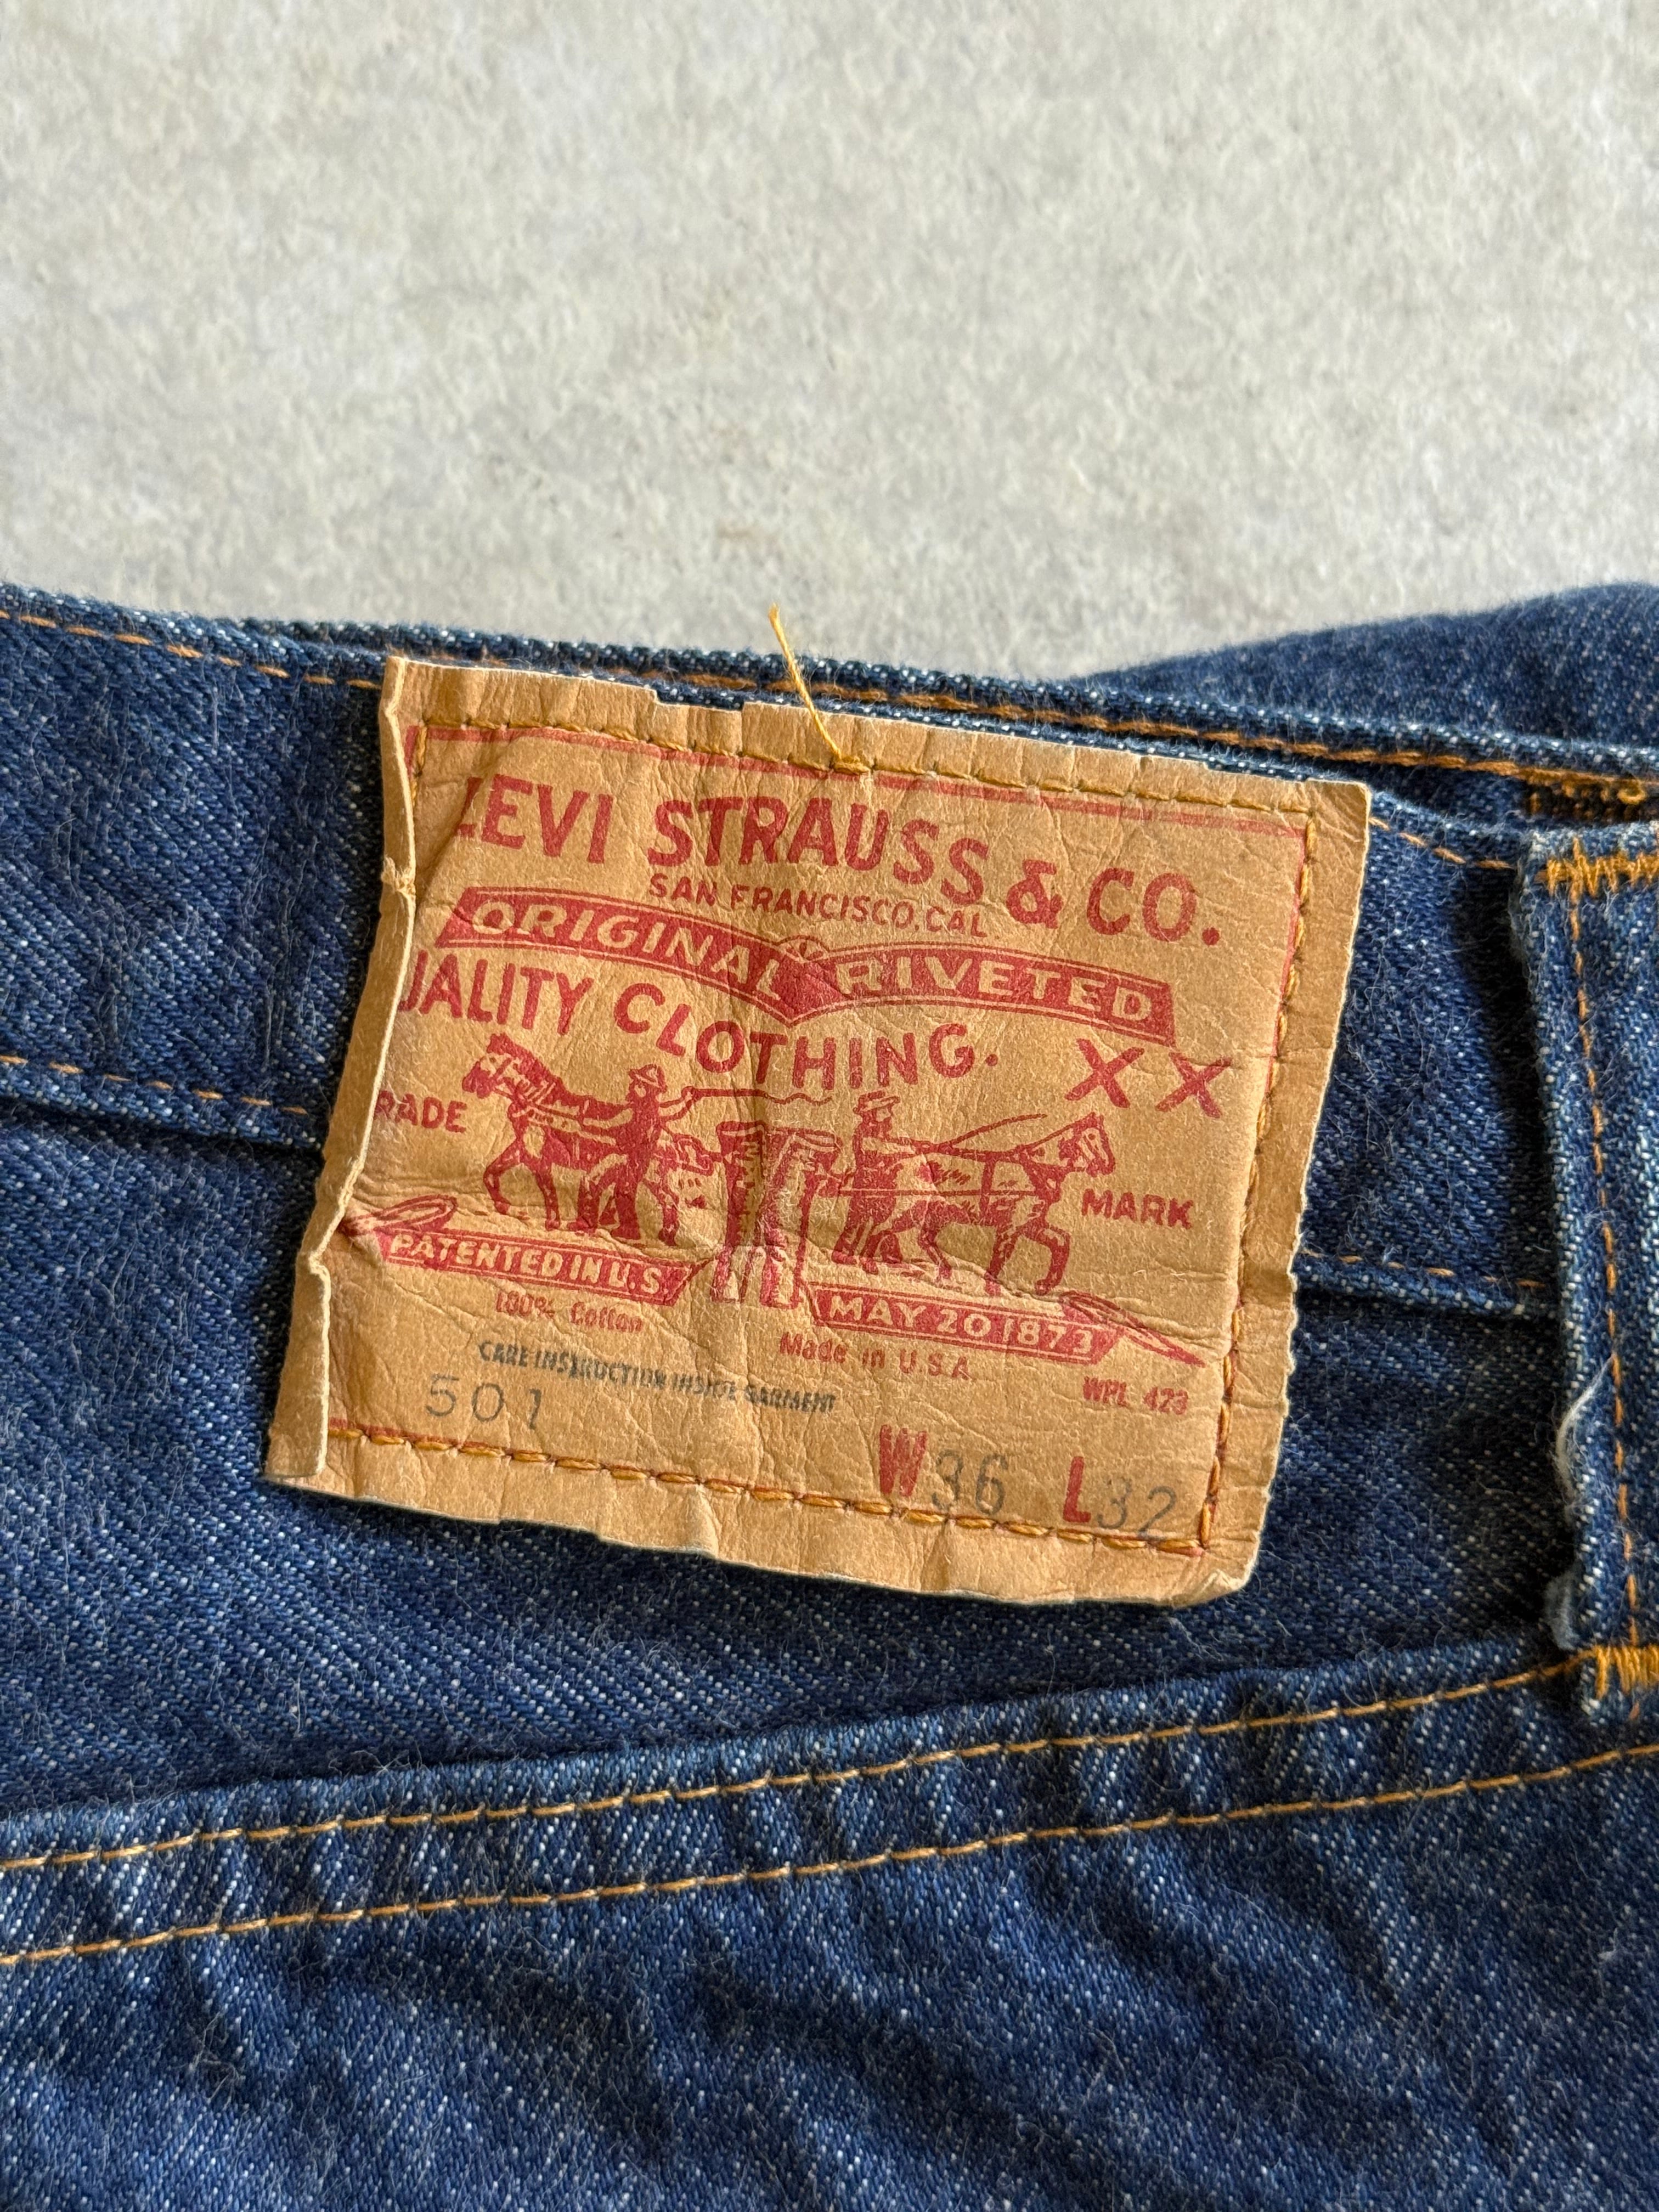 LEVI STRAUSS & CO.
SAN FRANCISCO, CAL
ORIGINAL RIVETED
UALITY CLOTHING.
XX
RADE MARK
PATENTED IN U.S
MAY 20 1873
100% Cotton
Made in U.S.A
WPL 423
CARE INSTRUCTION INSIDE GARMENT
501
W36 L32